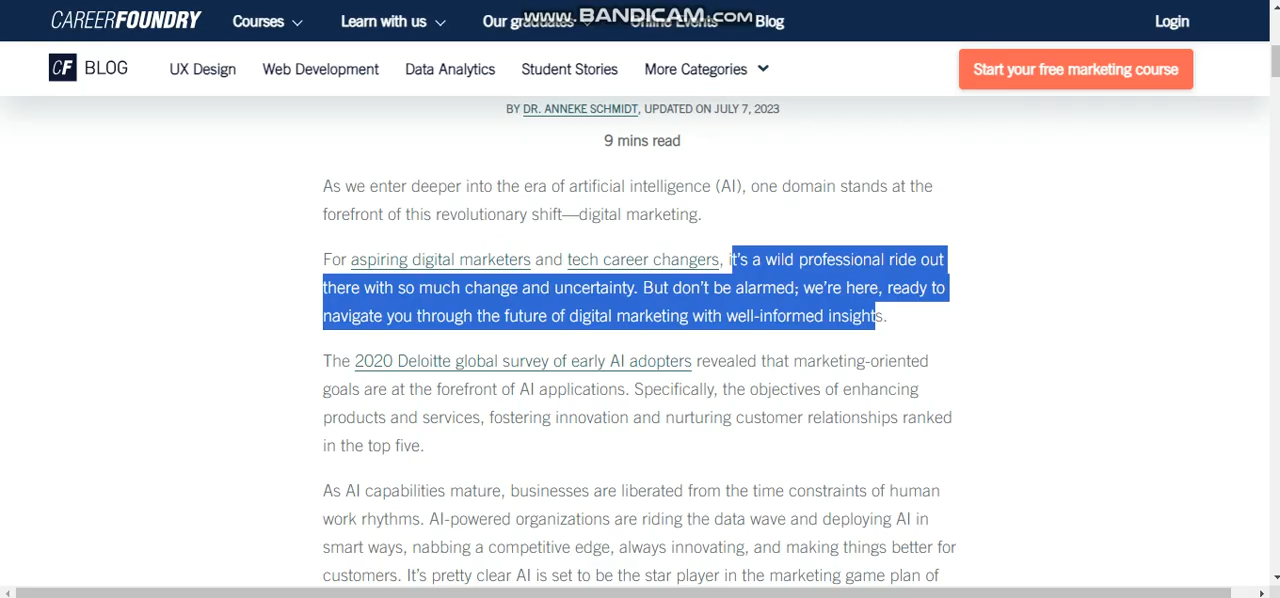 CAREERFOUNDRY Courses Learn with us Our graduates Online Events Blog Login
www.BANDICAM.COM
CF BLOG UX Design Web Development Data Analytics Student Stories More Categories Start your free marketing course
BY DR. ANNEKE SCHMIDT, UPDATED ON JULY 7, 2023
9 mins read
As we enter deeper into the era of artificial intelligence (AI), one domain stands at the
forefront of this revolutionary shift—digital marketing.
For aspiring digital marketers and tech career changers, it’s a wild professional ride out
there with so much change and uncertainty. But don’t be alarmed; we’re here, ready to
navigate you through the future of digital marketing with well-informed insights.
The 2020 Deloitte global survey of early AI adopters revealed that marketing-oriented
goals are at the forefront of AI applications. Specifically, the objectives of enhancing
products and services, fostering innovation and nurturing customer relationships ranked
in the top five.
As AI capabilities mature, businesses are liberated from the time constraints of human
work rhythms. AI-powered organizations are riding the data wave and deploying AI in
smart ways, nabbing a competitive edge, always innovating, and making things better for
customers. It’s pretty clear AI is set to be the star player in the marketing game plan of